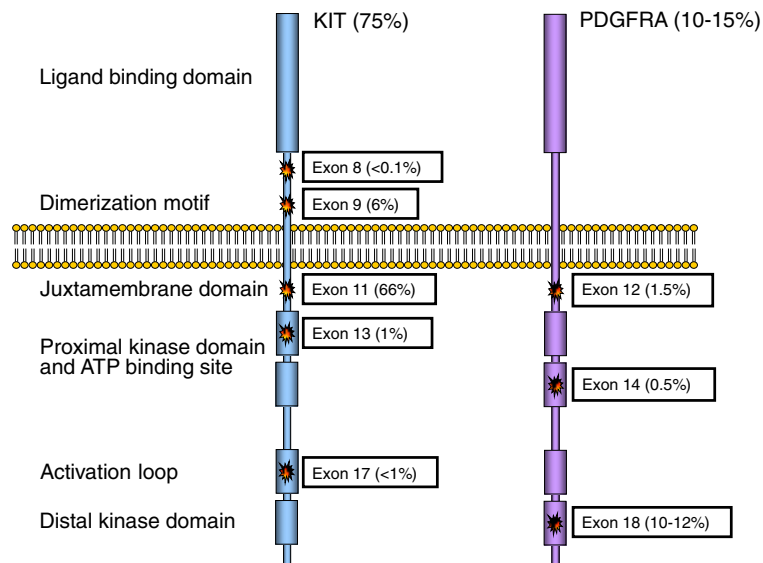 KIT (75%)
PDGFRA (10-15%)
Ligand binding domain
Exon 8 (<0.1%)
Dimerization motif
Exon 9 (6%)
Juxtamembrane domain
Exon 11 (66%)
Exon 12 (1.5%)
Exon 13 (1%)
Proximal kinase domain
and ATP binding site
Exon 14 (0.5%)
Activation loop
Exon 17 (<1%)
Distal kinase domain
Exon 18 (10-12%)